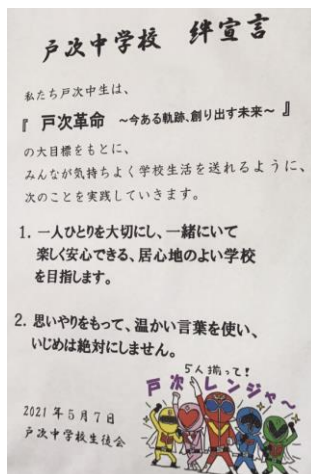 戸次中学校 絆宣言
私たち戸次中生は、
『 戸次革命 ~今ある軌跡、創り出す未来~ 』
の大目標をもとに、
みんなが気持ちよく学校生活を送れるように、
次のことを実践していきます。
1. 一人ひとりを大切にし、一緒にいて
楽しく安心できる、居心地のよい学校
を目指します。
2. 思いやりをもって、温かい言葉を使い、
いじめは絶対にしません。
5人揃って!
戸次レンジャ～
2021年5月7日
戸次中学校生徒会